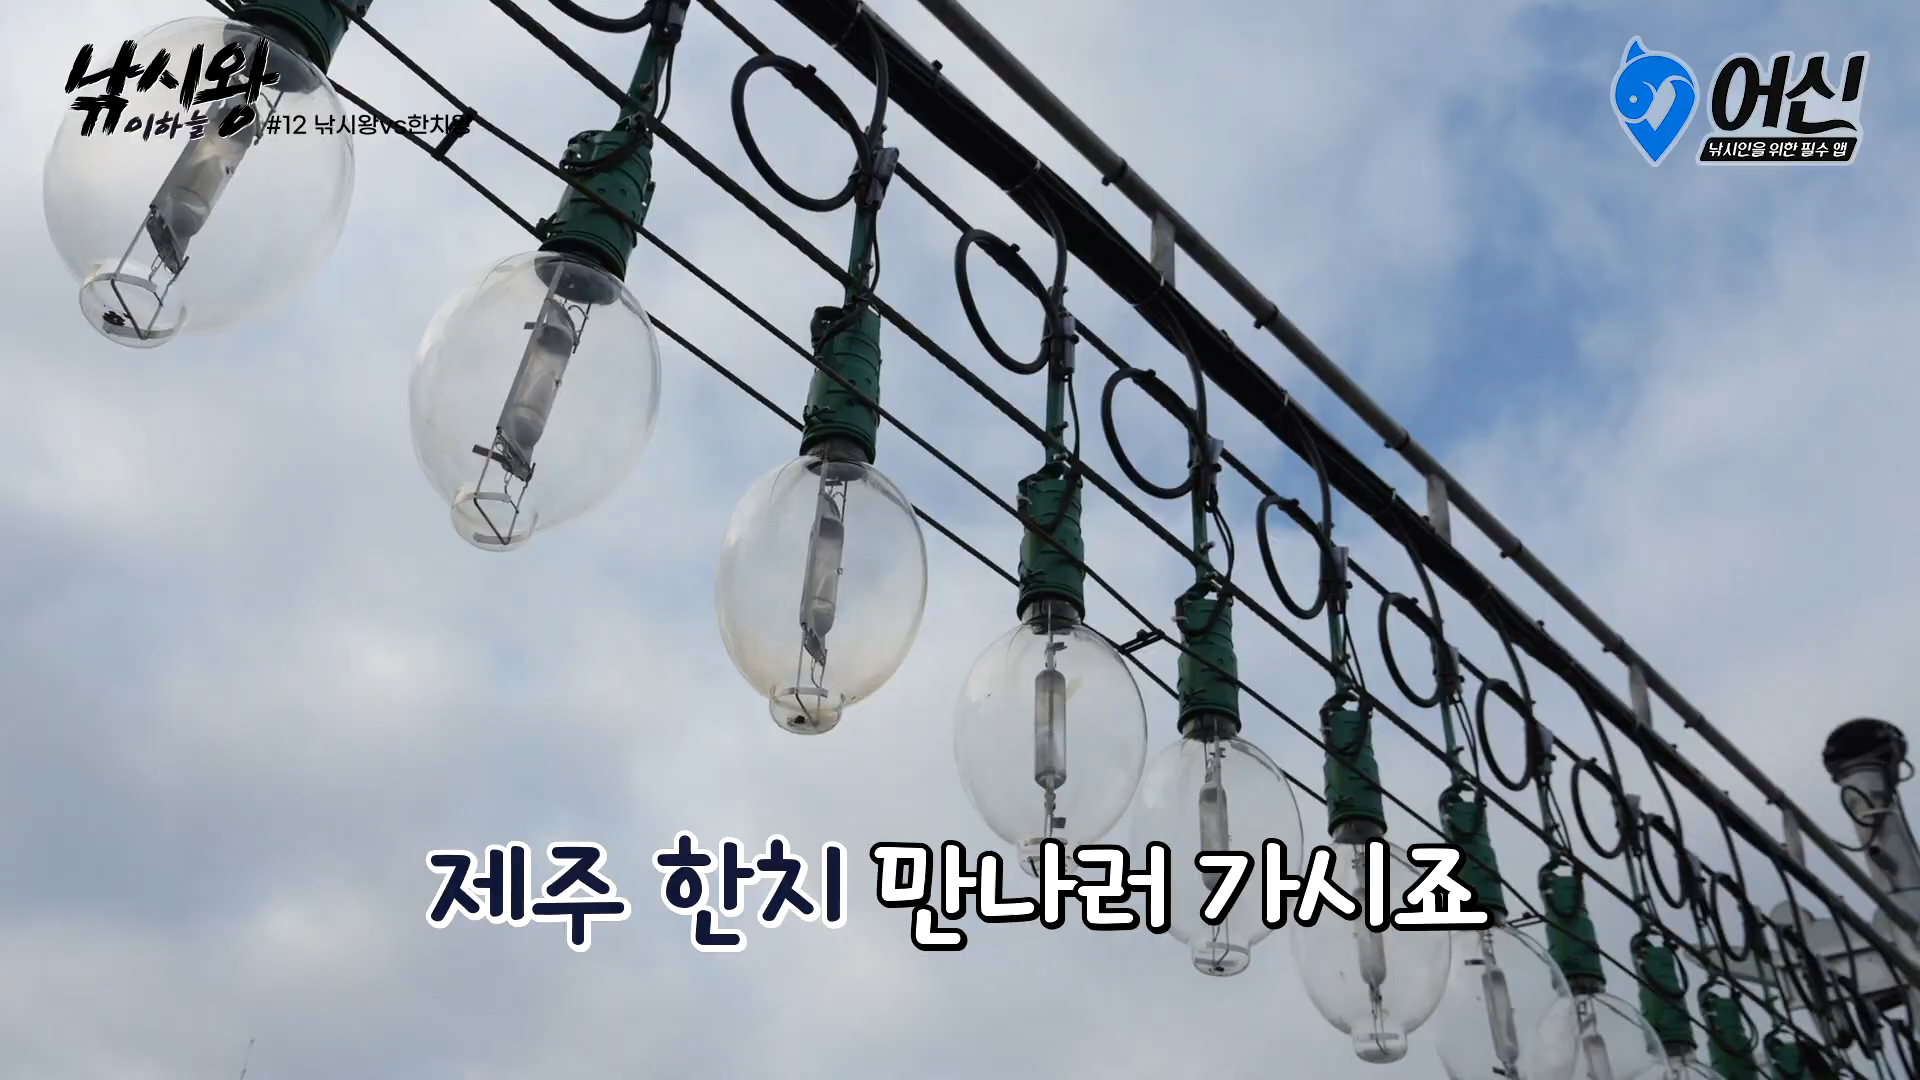 낚시왕
이하늘
#12 낚시왕vs한치왕
어신
낚시인을 위한 필수 앱
제주 한치 만나러 가시죠